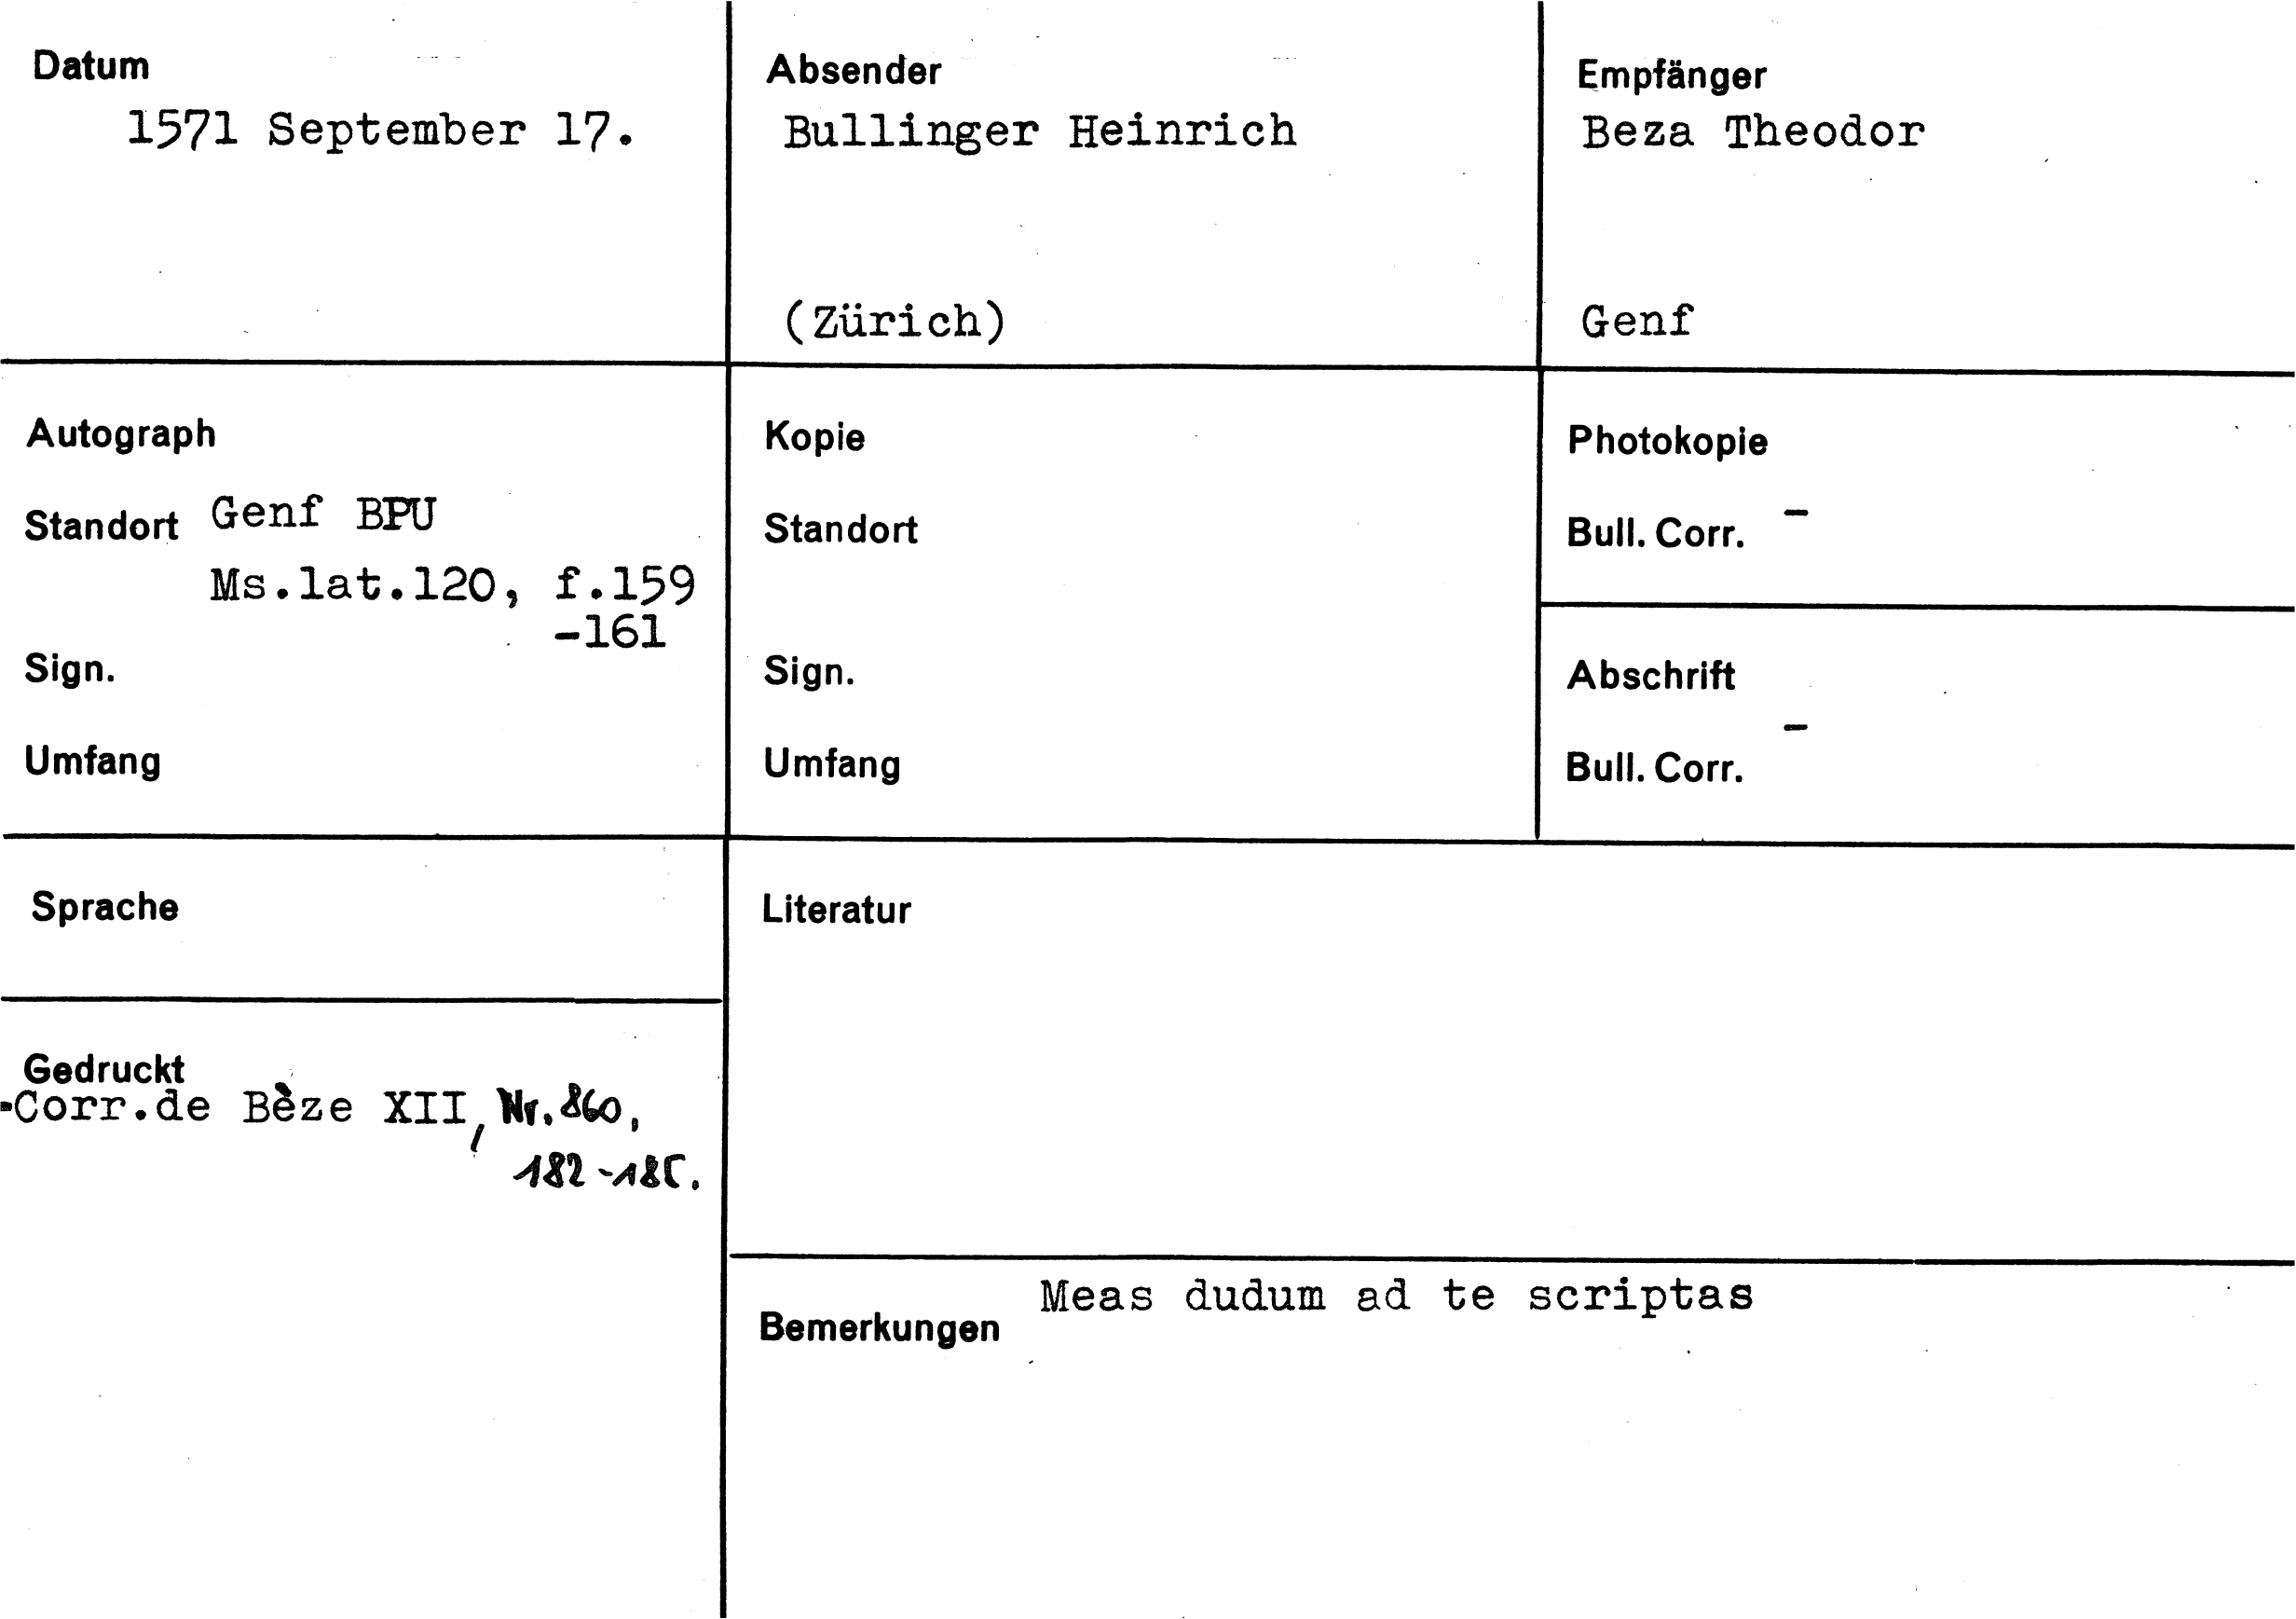 Datum
1571 September 17.
Absender
Bullinger Heinrich
(Zürich)
Empfänger
Beza Theodor
Genf
Autograph
Standort Genf BPU
Ms.lat.120, f.159
-161
Sign.
Umfang
Kopie
Standort
Sign.
Umfang
Photokopie
Bull. Corr. -
Abschrift
Bull. Corr. -
Sprache
Gedruckt
-Corr.de Bèze XII, Nr. 860,
182-185.
Literatur
Bemerkungen Meas dudum ad te scriptas